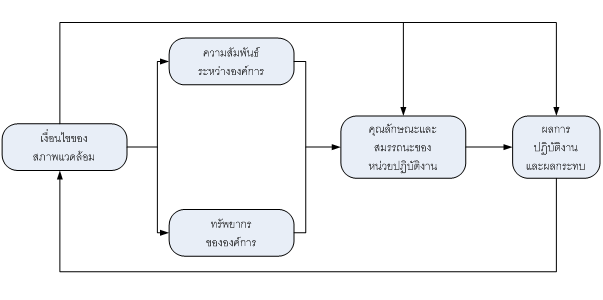 ความสัมพันธ์
ระหว่างองค์การ
เงื่อนไขของ
สภาพแวดล้อม
คุณลักษณะและ
สมรรถนะของ
หน่วยปฏิบัติงาน
ผลการ
ปฏิบัติงาน
และผลกระทบ
ทรัพยากร
ขององค์การ